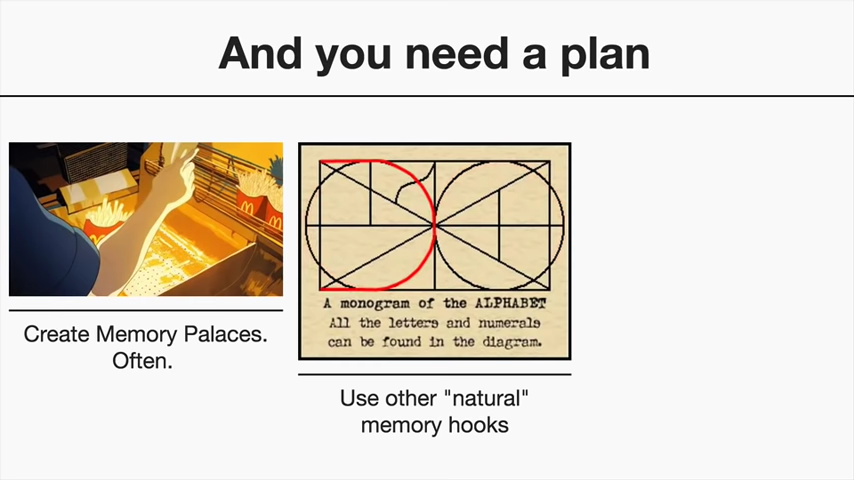 And you need a plan
Create Memory Palaces.
Often.
A monogram of the ALPHABET
All the letters and numerals
can be found in the diagram.
Use other "natural"
memory hooks